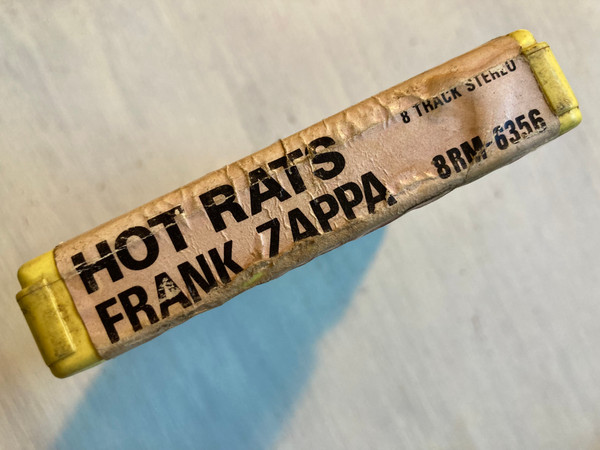 HOT RATS
FRANK ZAPPA
8 TRACK STEREO
8RM-6356